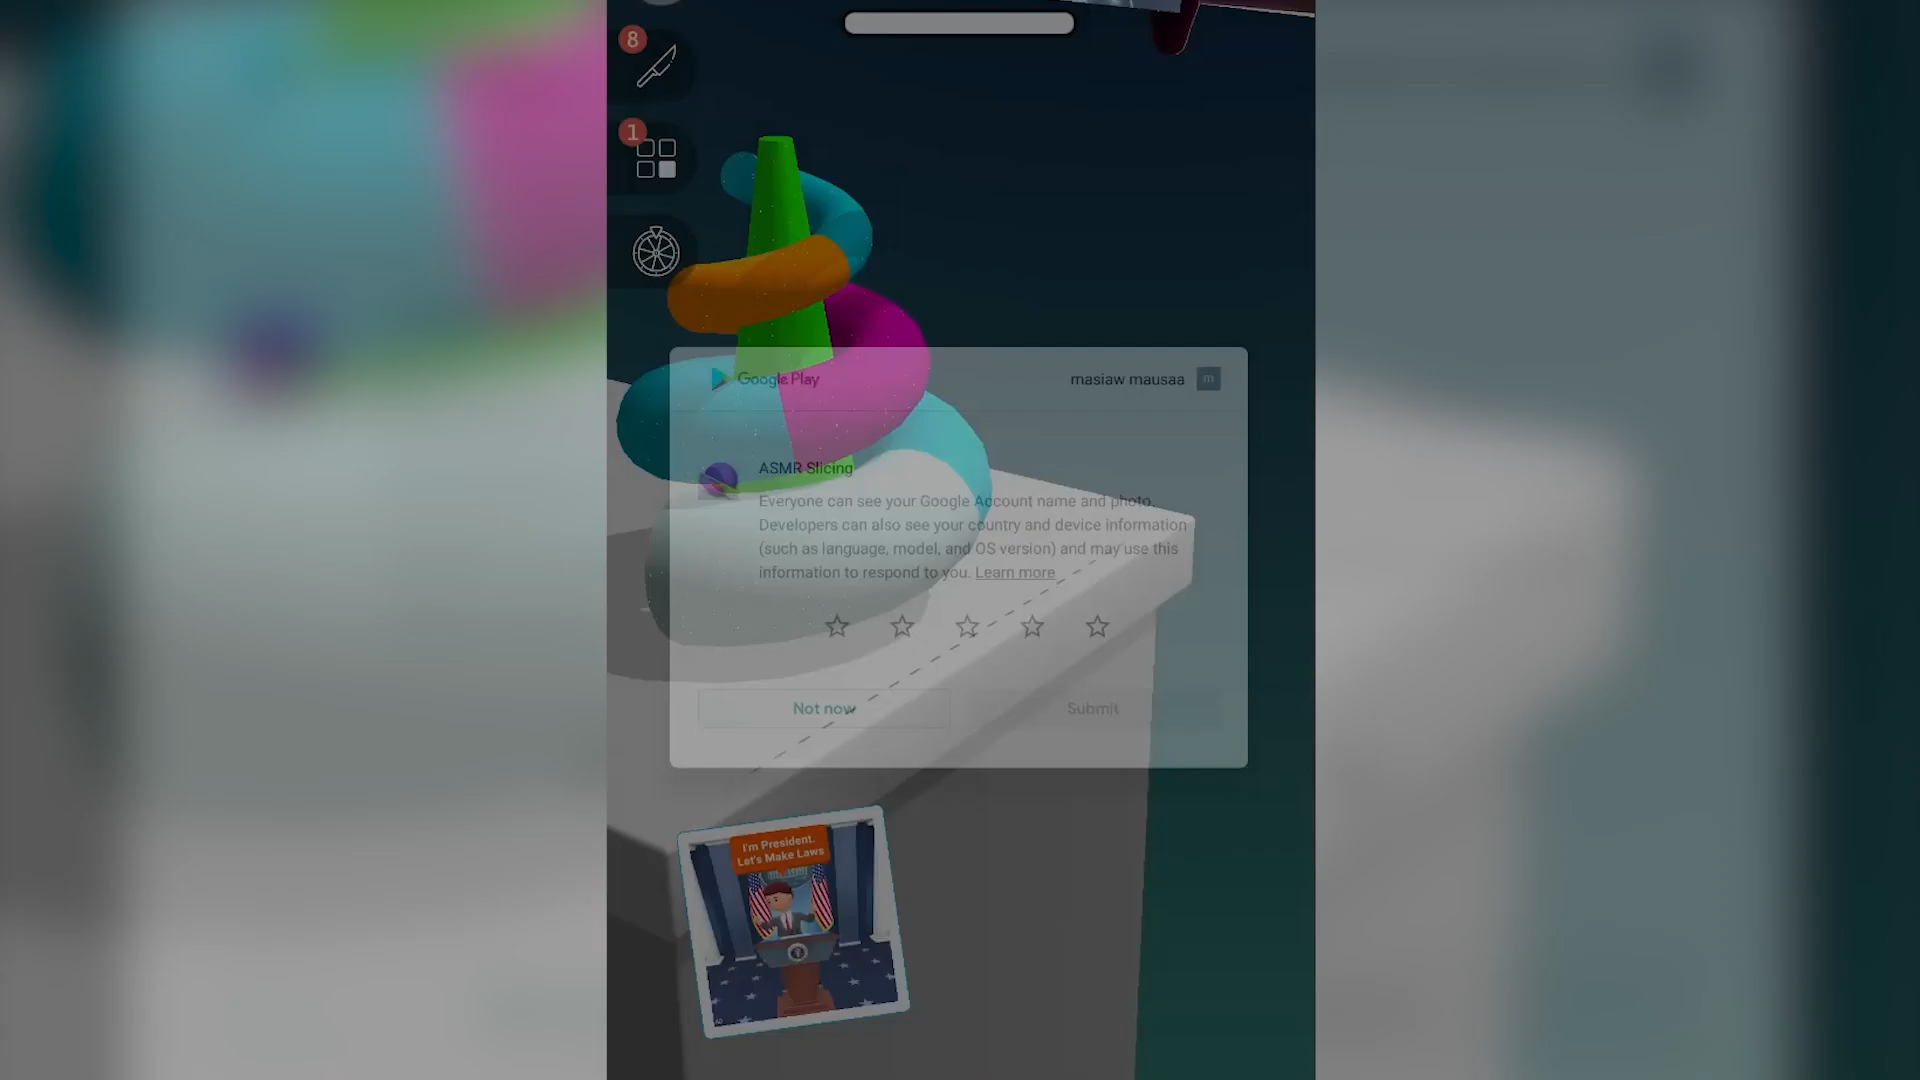 8
1
Google Play
masiaw mausaa
m
ASMR Slicing
Everyone can see your Google Account name and photo.
Developers can also see your country and device information
(such as language, model, and OS version) and may use this
information to respond to you. Learn more
Not now
Submit
I'm President.
Let's Make Laws